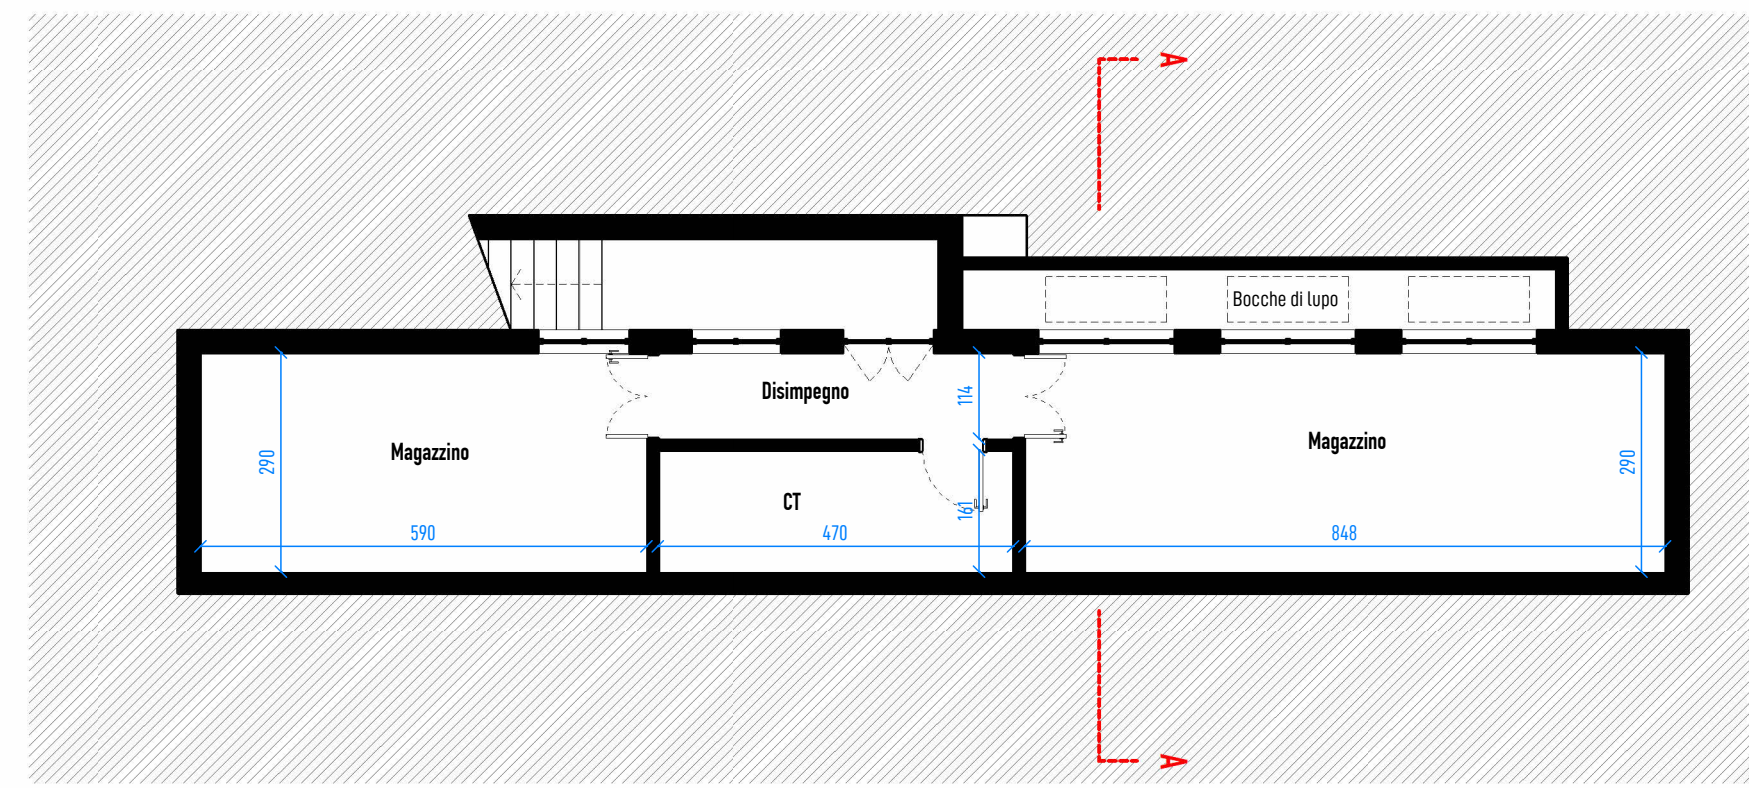 A
Bocche di lupo
Disimpegno
114
Magazzino
Magazzino
290
290
CT
161
590
470
848
A